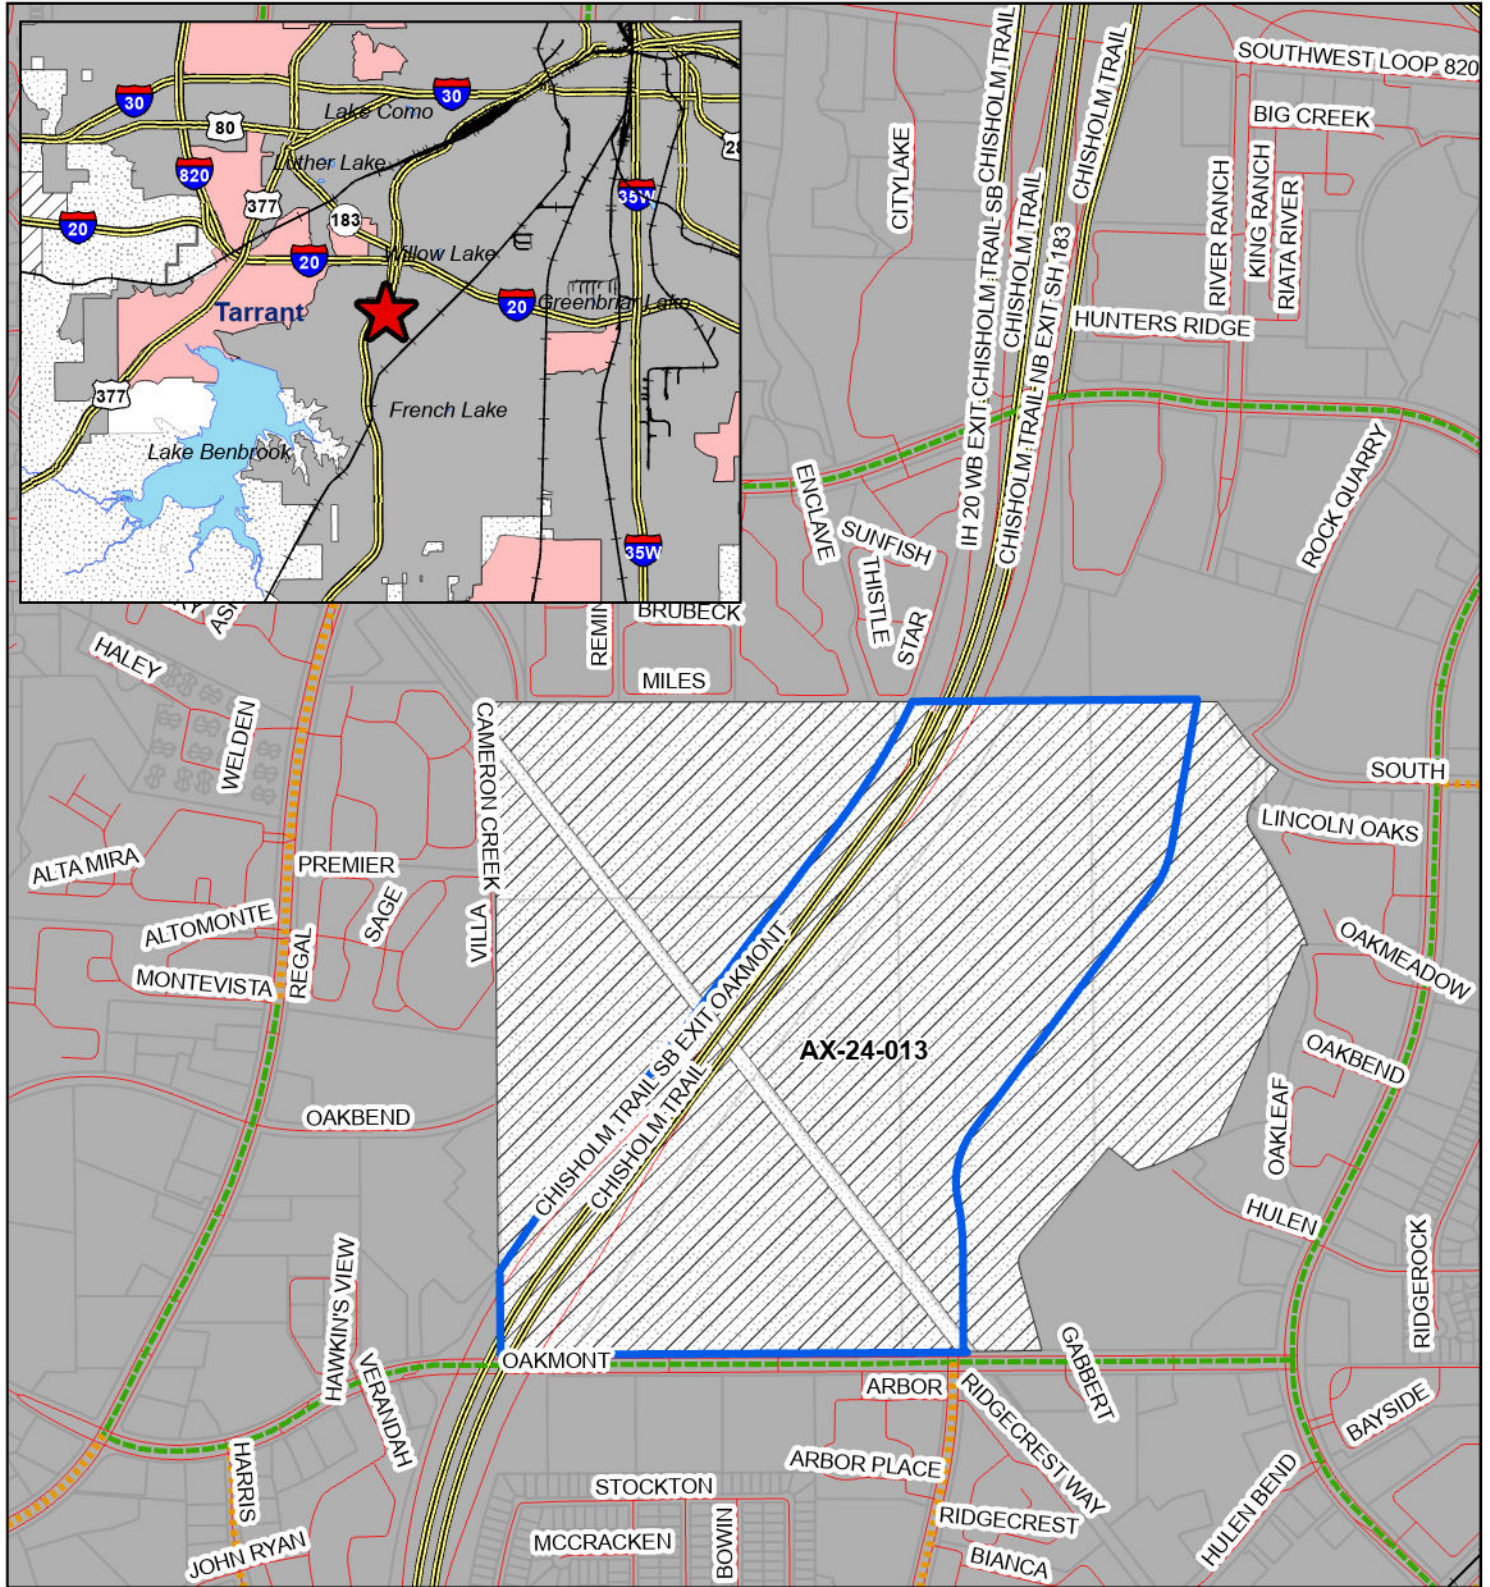 30
30
Lake Como
80
Luther Lake
820
28
377
183
35W
20
Willow Lake
20
20
Greenbriar Lake
Tarrant
377
French Lake
Lake Benbrook
35W
SOUTHWEST LOOP 820
BIG CREEK
CITYLAKE
IH 20 WB EXIT CHISHOLM TRAIL SB
CHISHOLM TRAIL
CHISHOLM TRAIL
CHISHOLM TRAIL
CHISHOLM TRAIL NB EXIT SH 183
RIVER RANCH
KING RANCH
RIATA RIVER
HUNTERS RIDGE
ROCK QUARRY
ENCLAVE
SUNFISH
THISTLE
STAR
BRUBECK
MILES
HALEY
WELDEN
CAMERON CREEK
VILLA
SOUTH
LINCOLN OAKS
PREMIER
ALTA MIRA
SAGE
ALTOMONTE
REGAL
MONTEVISTA
OAKMEADOW
AX-24-013
CHISHOLM TRAIL SB EXIT OAKMONT
CHISHOLM TRAIL
OAKBEND
OAKBEND
OAKLEAF
HULEN
RIDGEROCK
HAWKIN'S VIEW
VERANDAH
OAKMONT
ARBOR
GABBERT
RIDGECREST WAY
BAYSIDE
HARRIS
ARBOR PLACE
STOCKTON
RIDGECREST
HULEN BEND
JOHN RYAN
MCCRACKEN
BOWIN
BIANCA